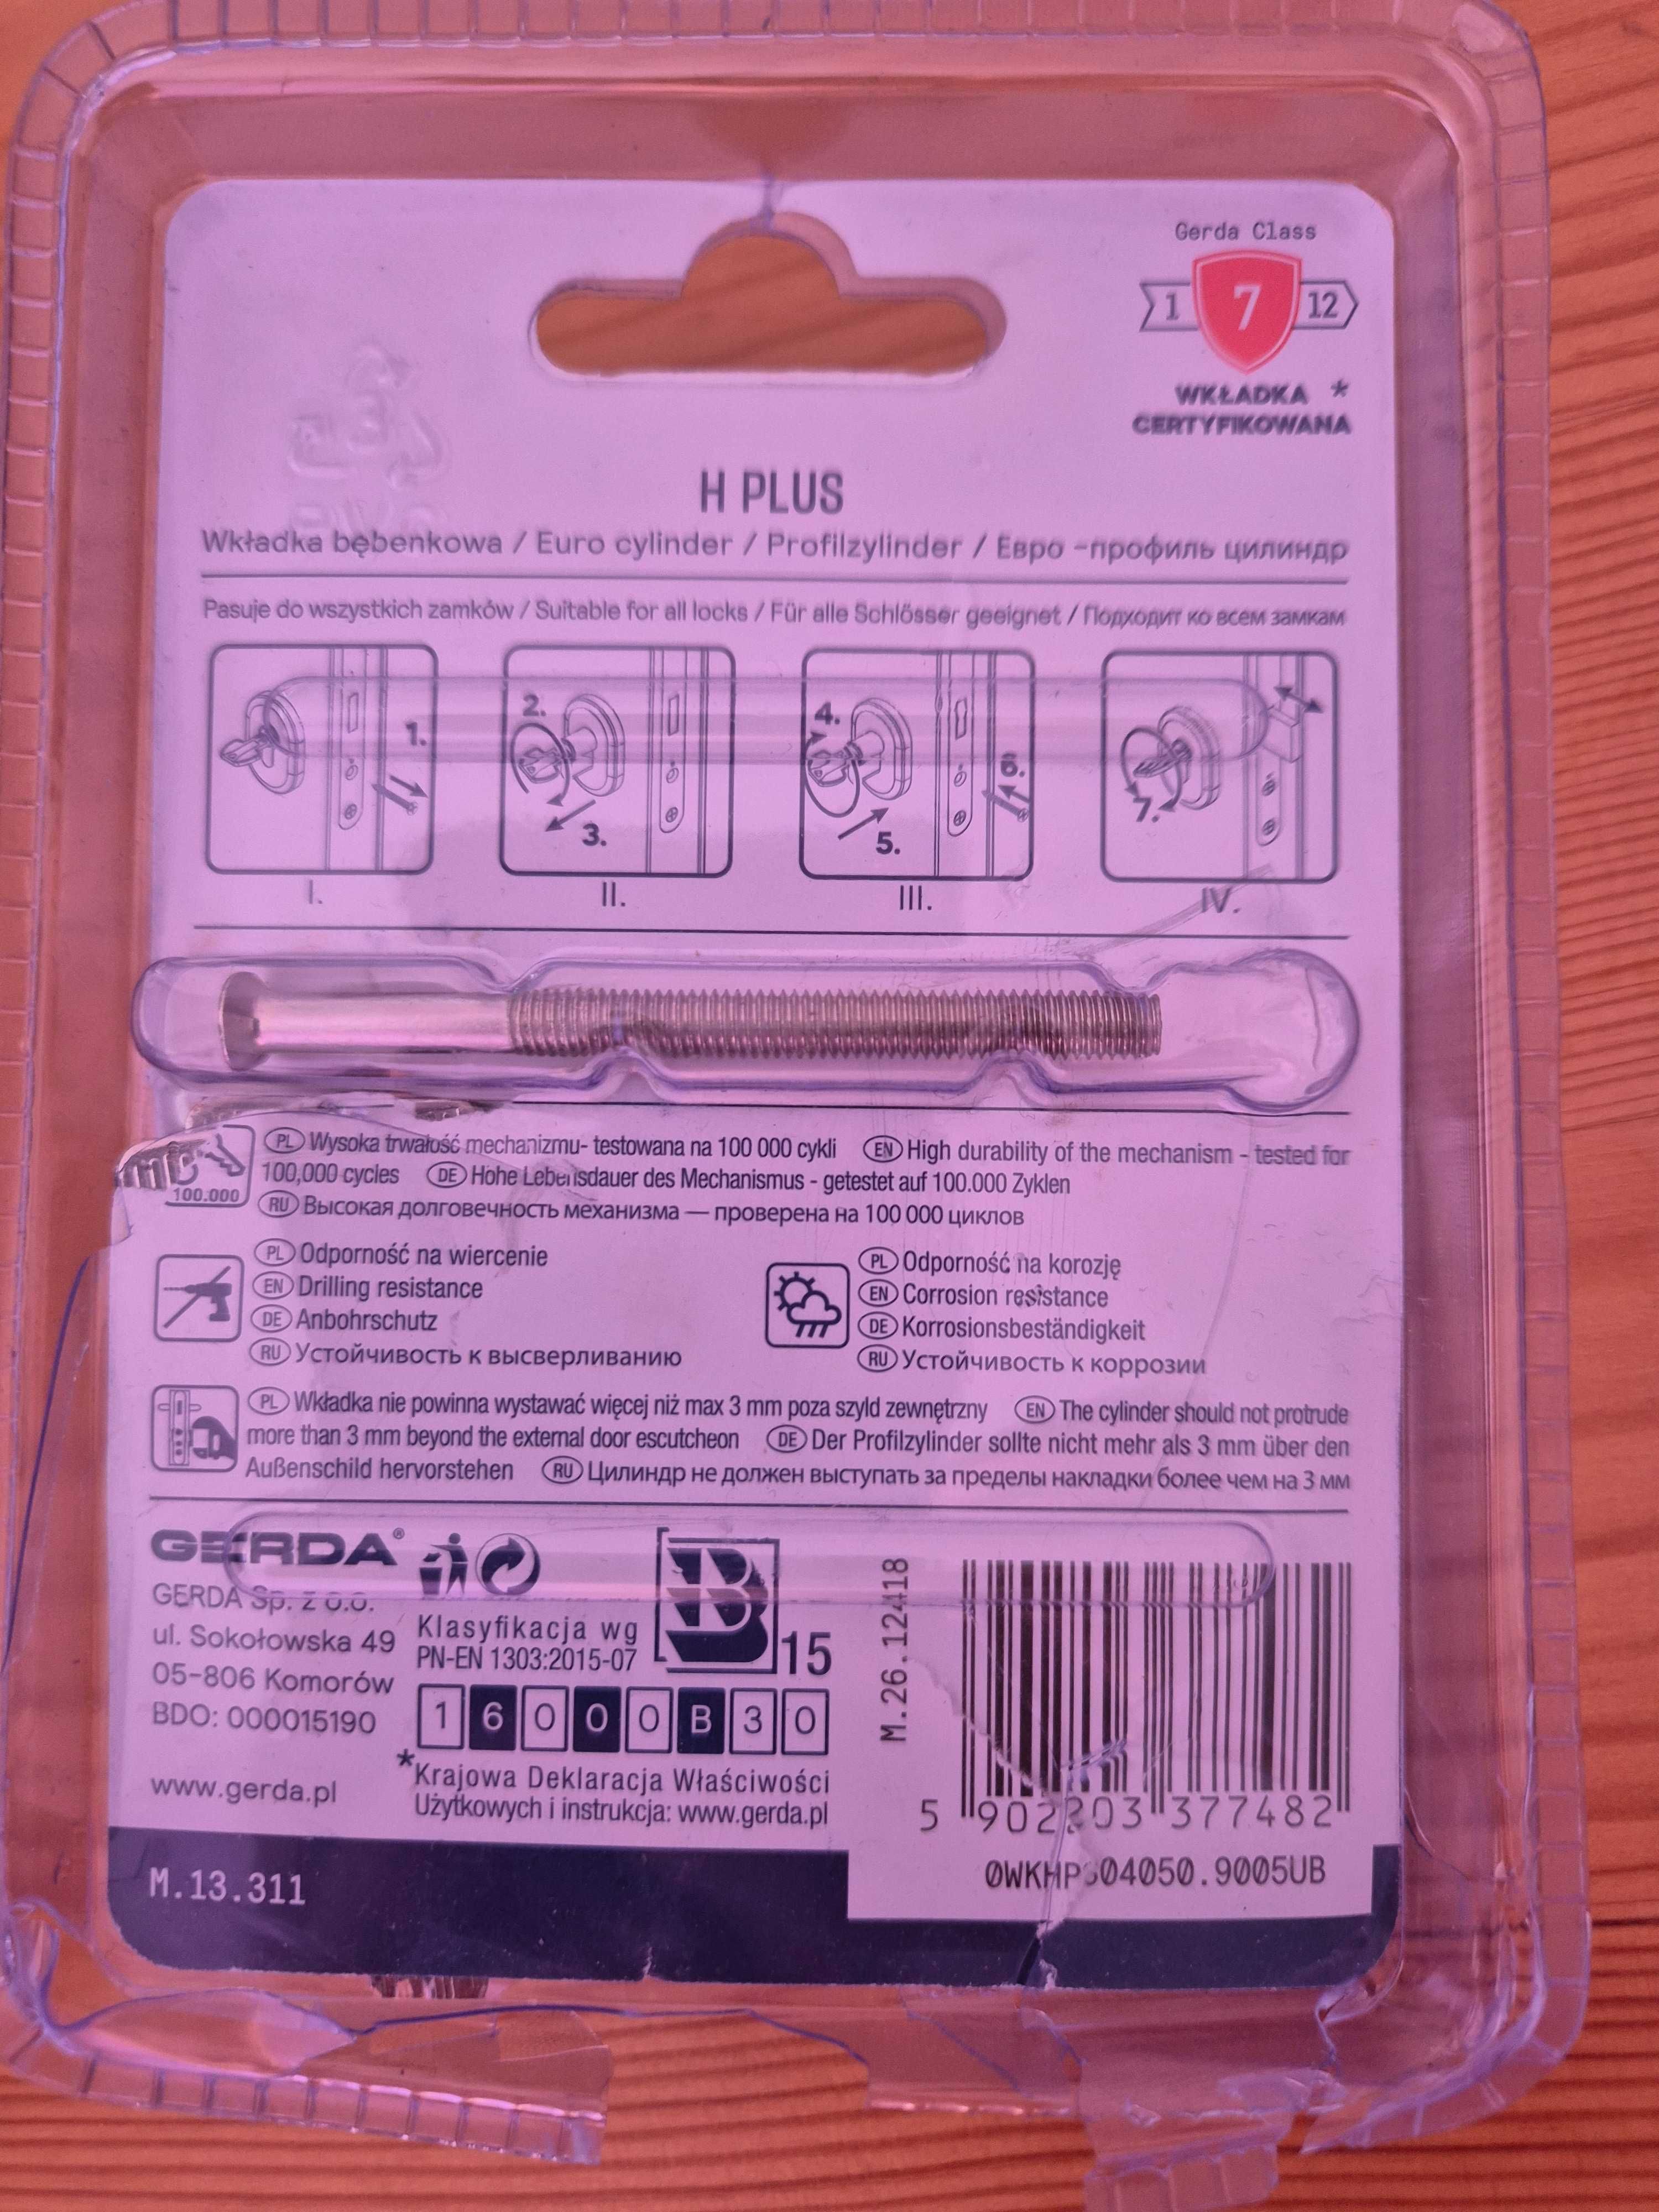 Gerda Class
1 7 12
WKŁADKA *
CERTYFIKOWANA
H PLUS
Wkładka bębenkowa / Euro cylinder / Profilzylinder / Евро -профиль цилиндр
Pasuje do wszystkich zamków / Suitable for all locks / Für alle Schlösser geeignet / Подходит ко всем замкам
1. 2. 3. 4. 5. 6. 7.
I. II. III. IV.
PL Wysoka trwałość mechanizmu- testowana na 100 000 cykli EN High durability of the mechanism - tested for
100,000 cycles DE Hohe Lebensdauer des Mechanismus - getestet auf 100.000 Zyklen
100.000
RU Высокая долговечность механизма — проверена на 100 000 циклов
PL Odporność na wiercenie
EN Drilling resistance
DE Anbohrschutz
RU Устойчивость к высверливанию
PL Odporność na korozję
EN Corrosion resistance
DE Korrosionsbeständigkeit
RU Устойчивость к коррозии
PL Wkładka nie powinna wystawać więcej niż max 3 mm poza szyld zewnętrzny EN The cylinder should not protrude
more than 3 mm beyond the external door escutcheon DE Der Profilzylinder sollte nicht mehr als 3 mm über den
Außenschild hervorstehen RU Цилиндр не должен выступать за пределы накладки более чем на 3 мм
GERDA®
GERDA Sp. z o.o.
ul. Sokołowska 49
05-806 Komorów
BDO: 000015190
www.gerda.pl
B 15
Klasyfikacja wg
PN-EN 1303:2015-07
1 6 0 0 0 B 3 0
*Krajowa Deklaracja Właściwości
Użytkowych i instrukcja: www.gerda.pl
M.26.12418
5 902203 377482
M.13.311